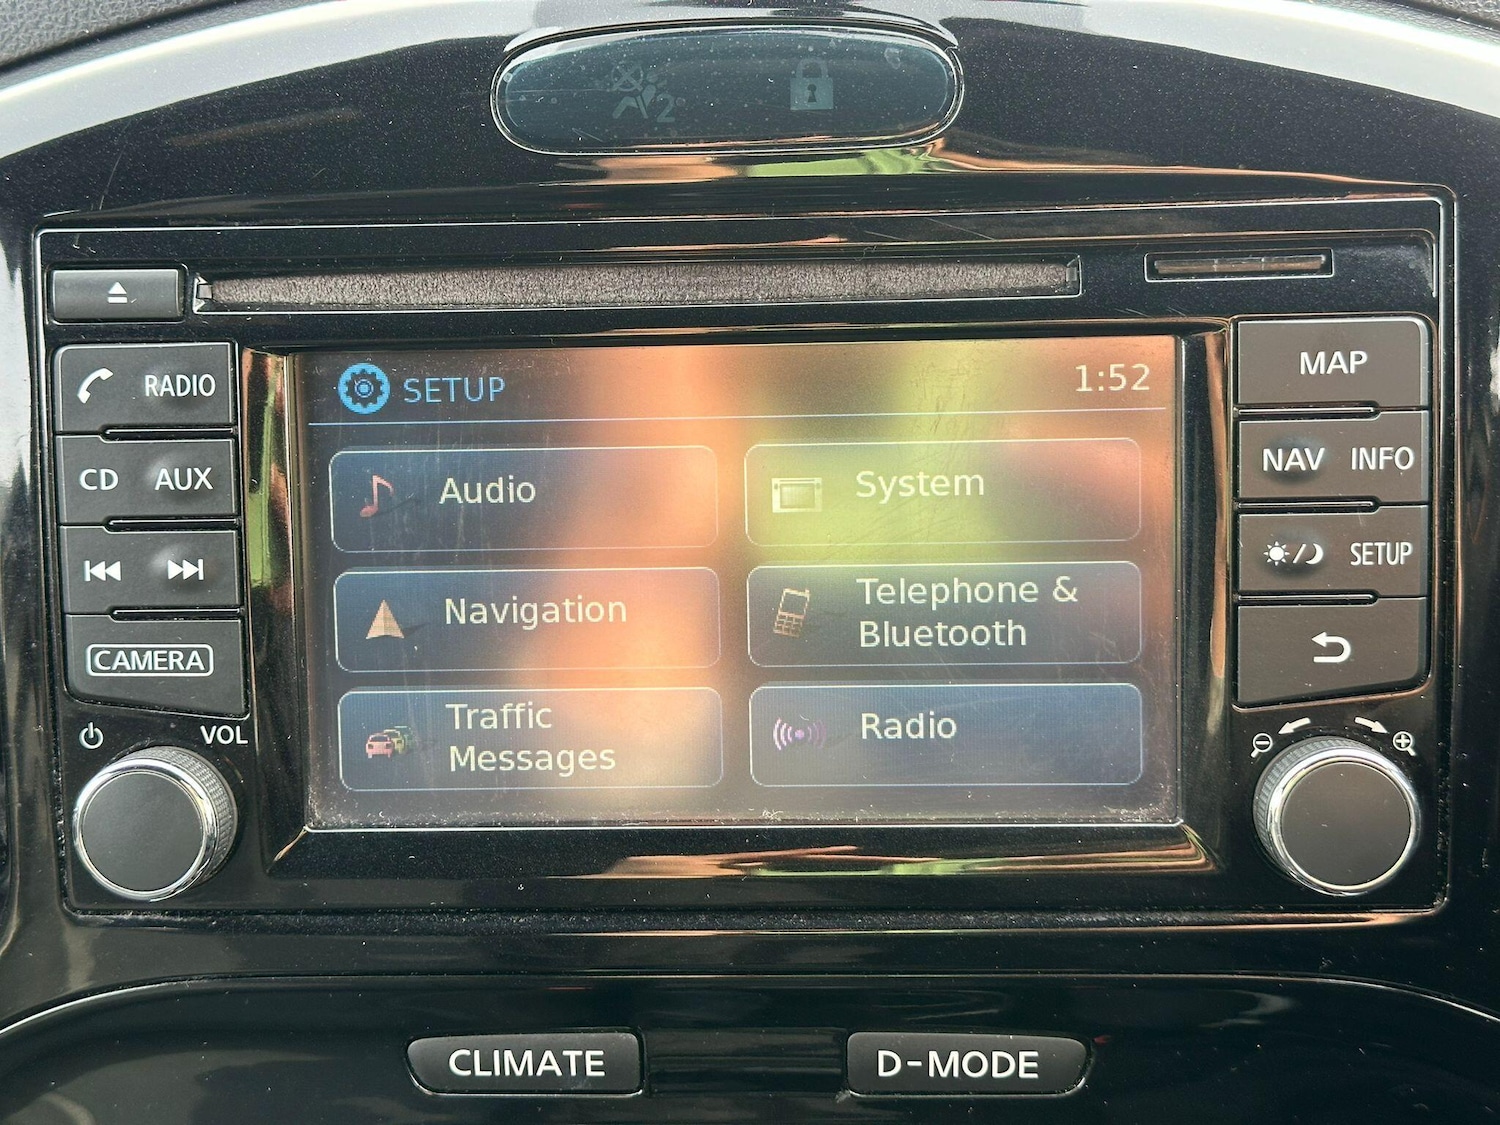 2
RADIO
CD AUX
CAMERA
VOL
SETUP
1:52
Audio
System
Navigation
Telephone &
Bluetooth
Traffic
Messages
Radio
MAP
NAV INFO
SETUP
CLIMATE
D-MODE